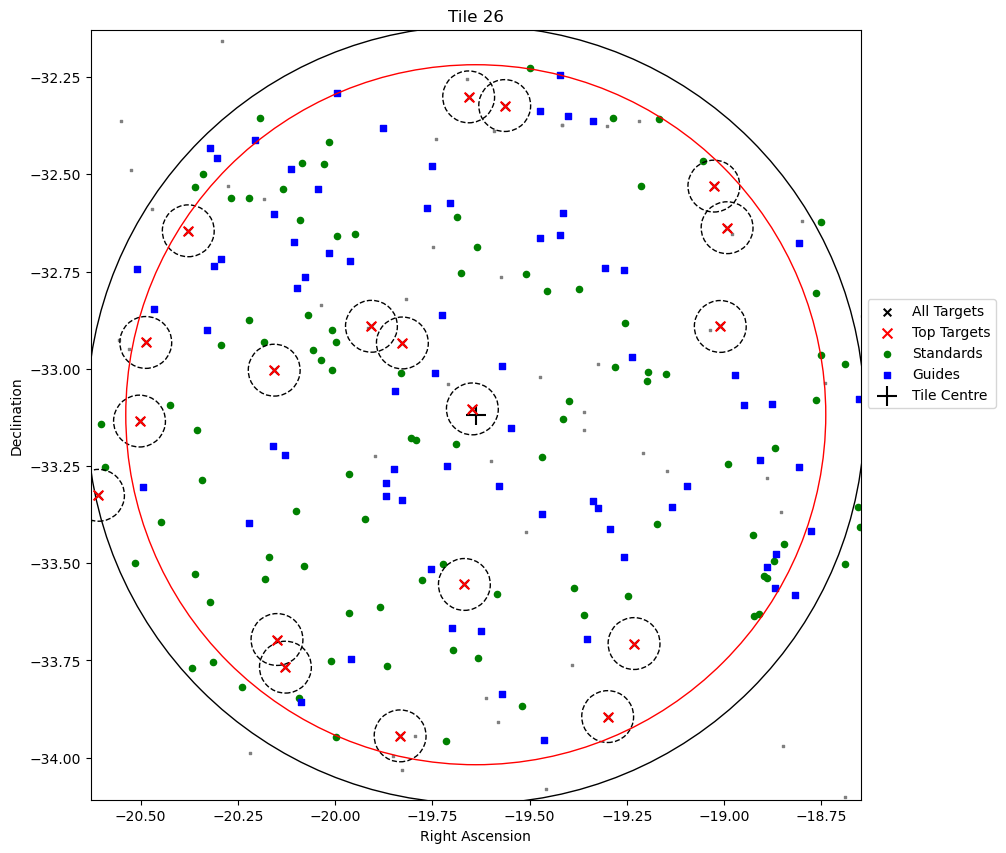 Tile 26
−32.25
−32.50
−32.75
−33.00
−33.25
−33.50
−33.75
−34.00
Declination
−20.50
−20.25
−20.00
−19.75
−19.50
−19.25
−19.00
−18.75
Right Ascension
All Targets
Top Targets
Standards
Guides
Tile Centre